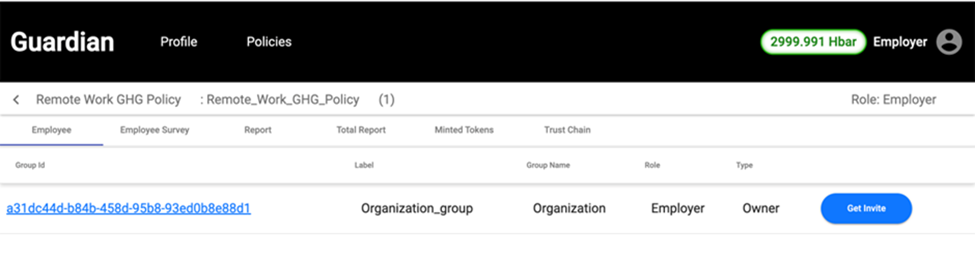 Guardian Profile Policies 2999.991 Hbar Employer
Remote Work GHG Policy : Remote_Work_GHG_Policy (1) Role: Employer
Employee Employee Survey Report Total Report Minted Tokens Trust Chain
Group Id Label Group Name Role Type
a31dc44d-b84b-458d-95b8-93ed0b8e88d1 Organization_group Organization Employer Owner Get Invite